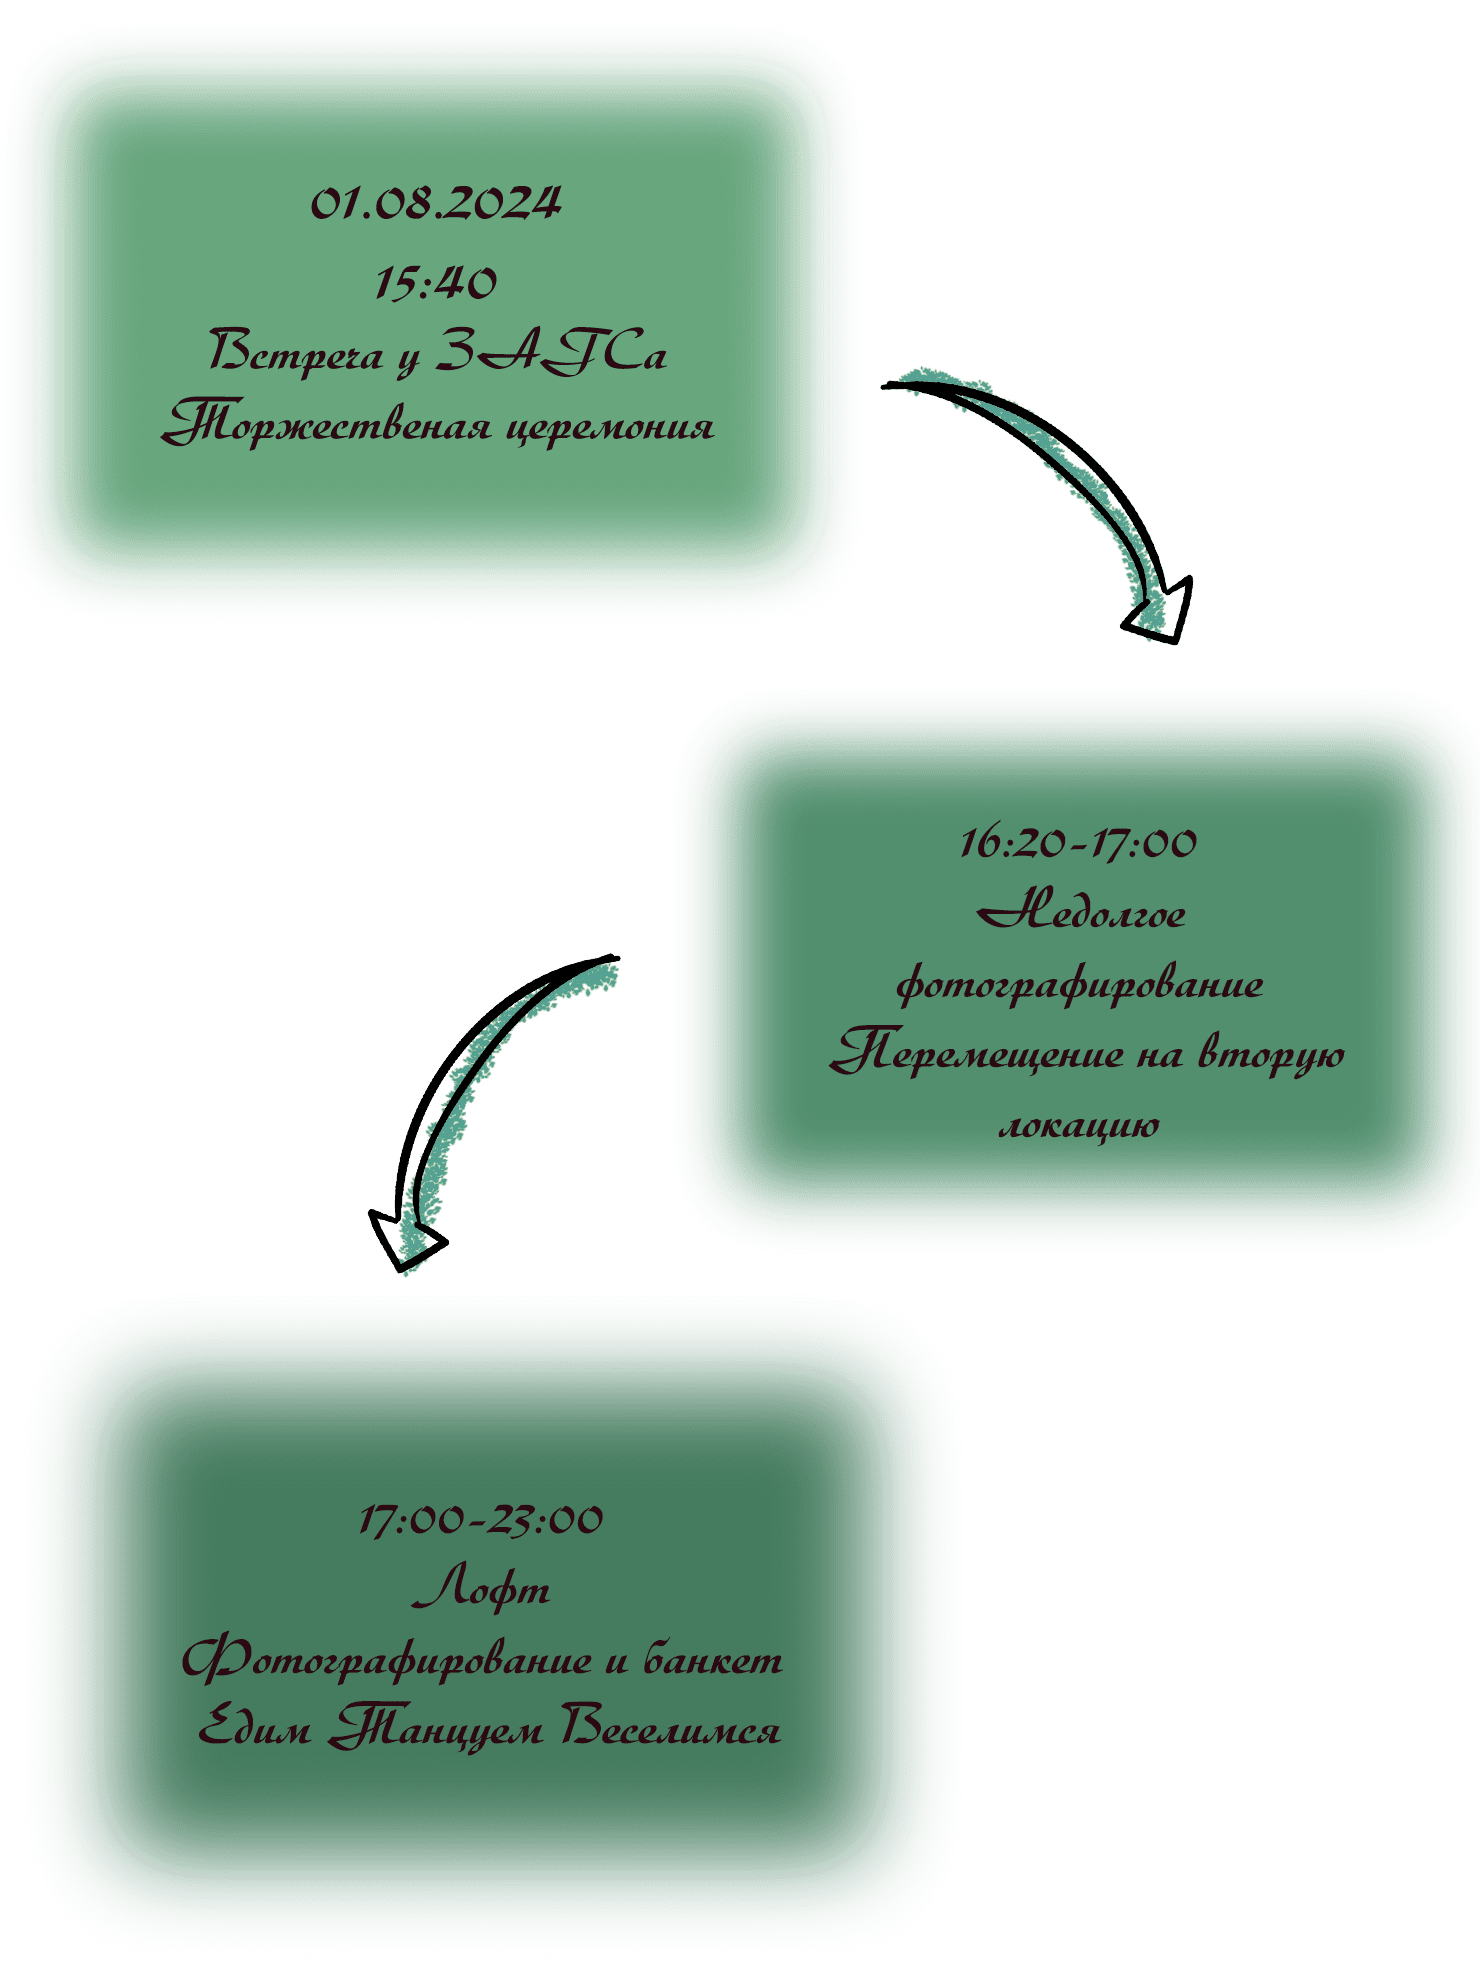 01.08.2024
15:40
Встреча у ЗАГСа
Торжественая церемония
16:20-17:00
Недолгое
фотографирование
Перемещение на вторую
локацию
17:00-23:00
Лофт
Фотографирование и банкет
Едим Танцуем Веселимся